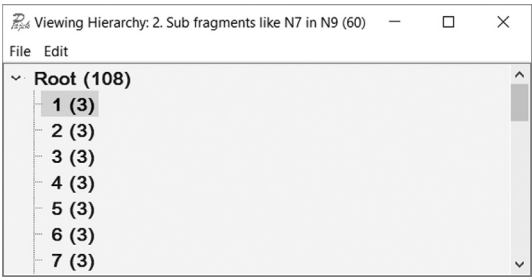 Pajek Viewing Hierarchy: 2. Sub fragments like N7 in N9 (60)
File Edit
Root (108)
1 (3)
2 (3)
3 (3)
4 (3)
5 (3)
6 (3)
7 (3)